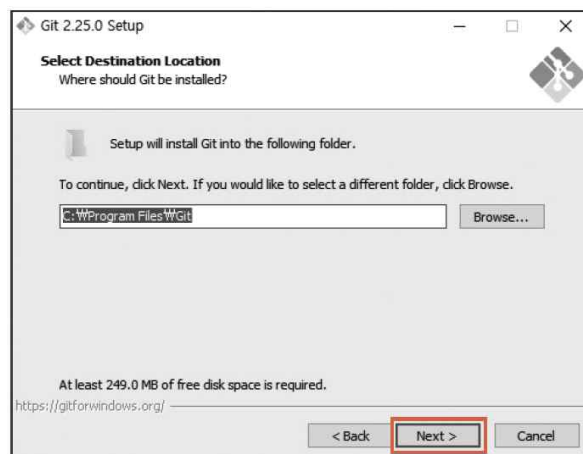 Git 2.25.0 Setup
Select Destination Location
Where should Git be installed?
Setup will install Git into the following folder.
To continue, click Next. If you would like to select a different folder, click Browse.
C:₩Program Files₩Git
Browse...
At least 249.0 MB of free disk space is required.
https://gitforwindows.org/
< Back
Next >
Cancel